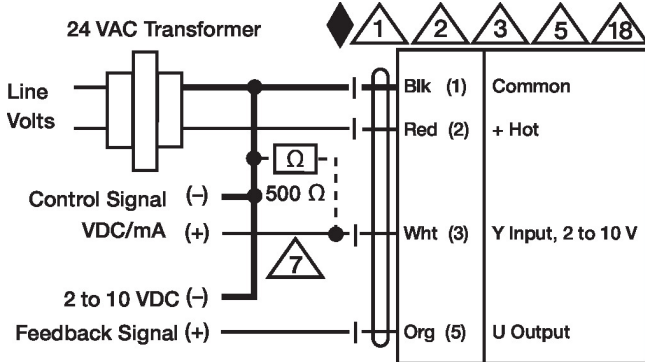 24 VAC Transformer
1 2 3 5 18
Line
Volts
Blk (1) Common
Red (2) + Hot
Ω
500 Ω
Control Signal (-)
VDC/mA (+)
Wht (3) Y Input, 2 to 10 V
7
2 to 10 VDC (-)
Feedback Signal (+)
Org (5) U Output